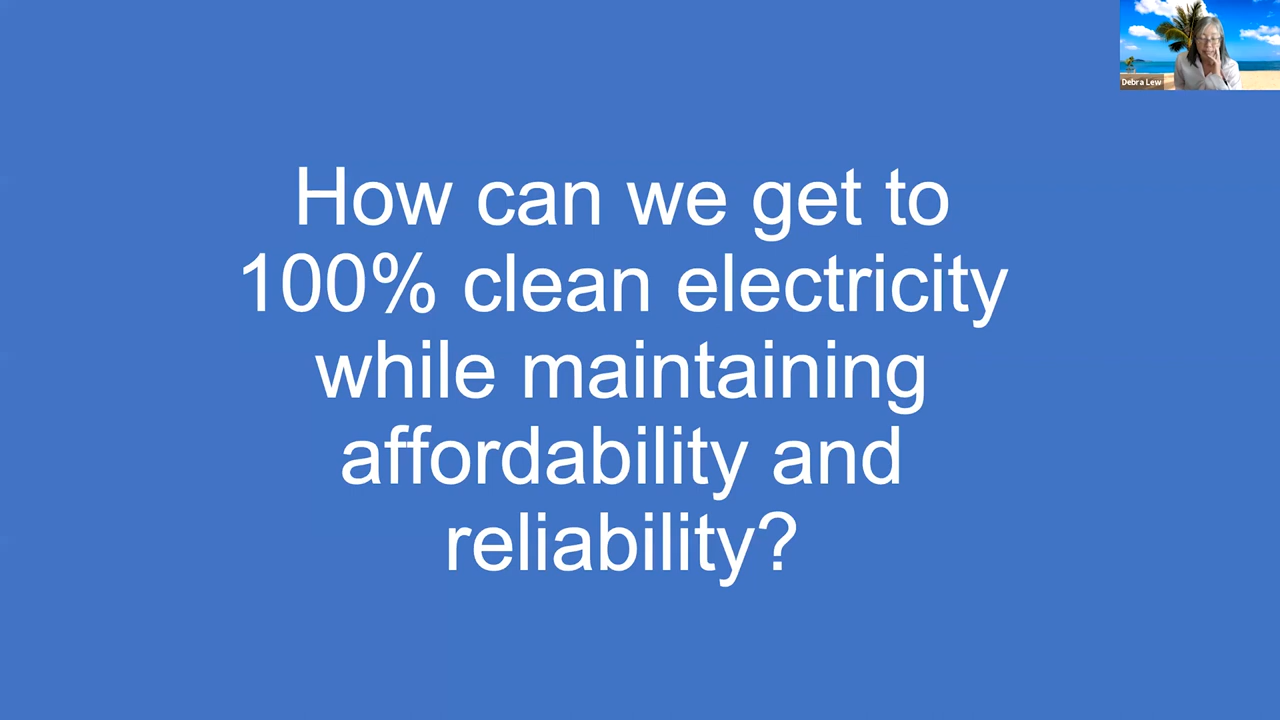 Debra Lew
How can we get to
100% clean electricity
while maintaining
affordability and
reliability?